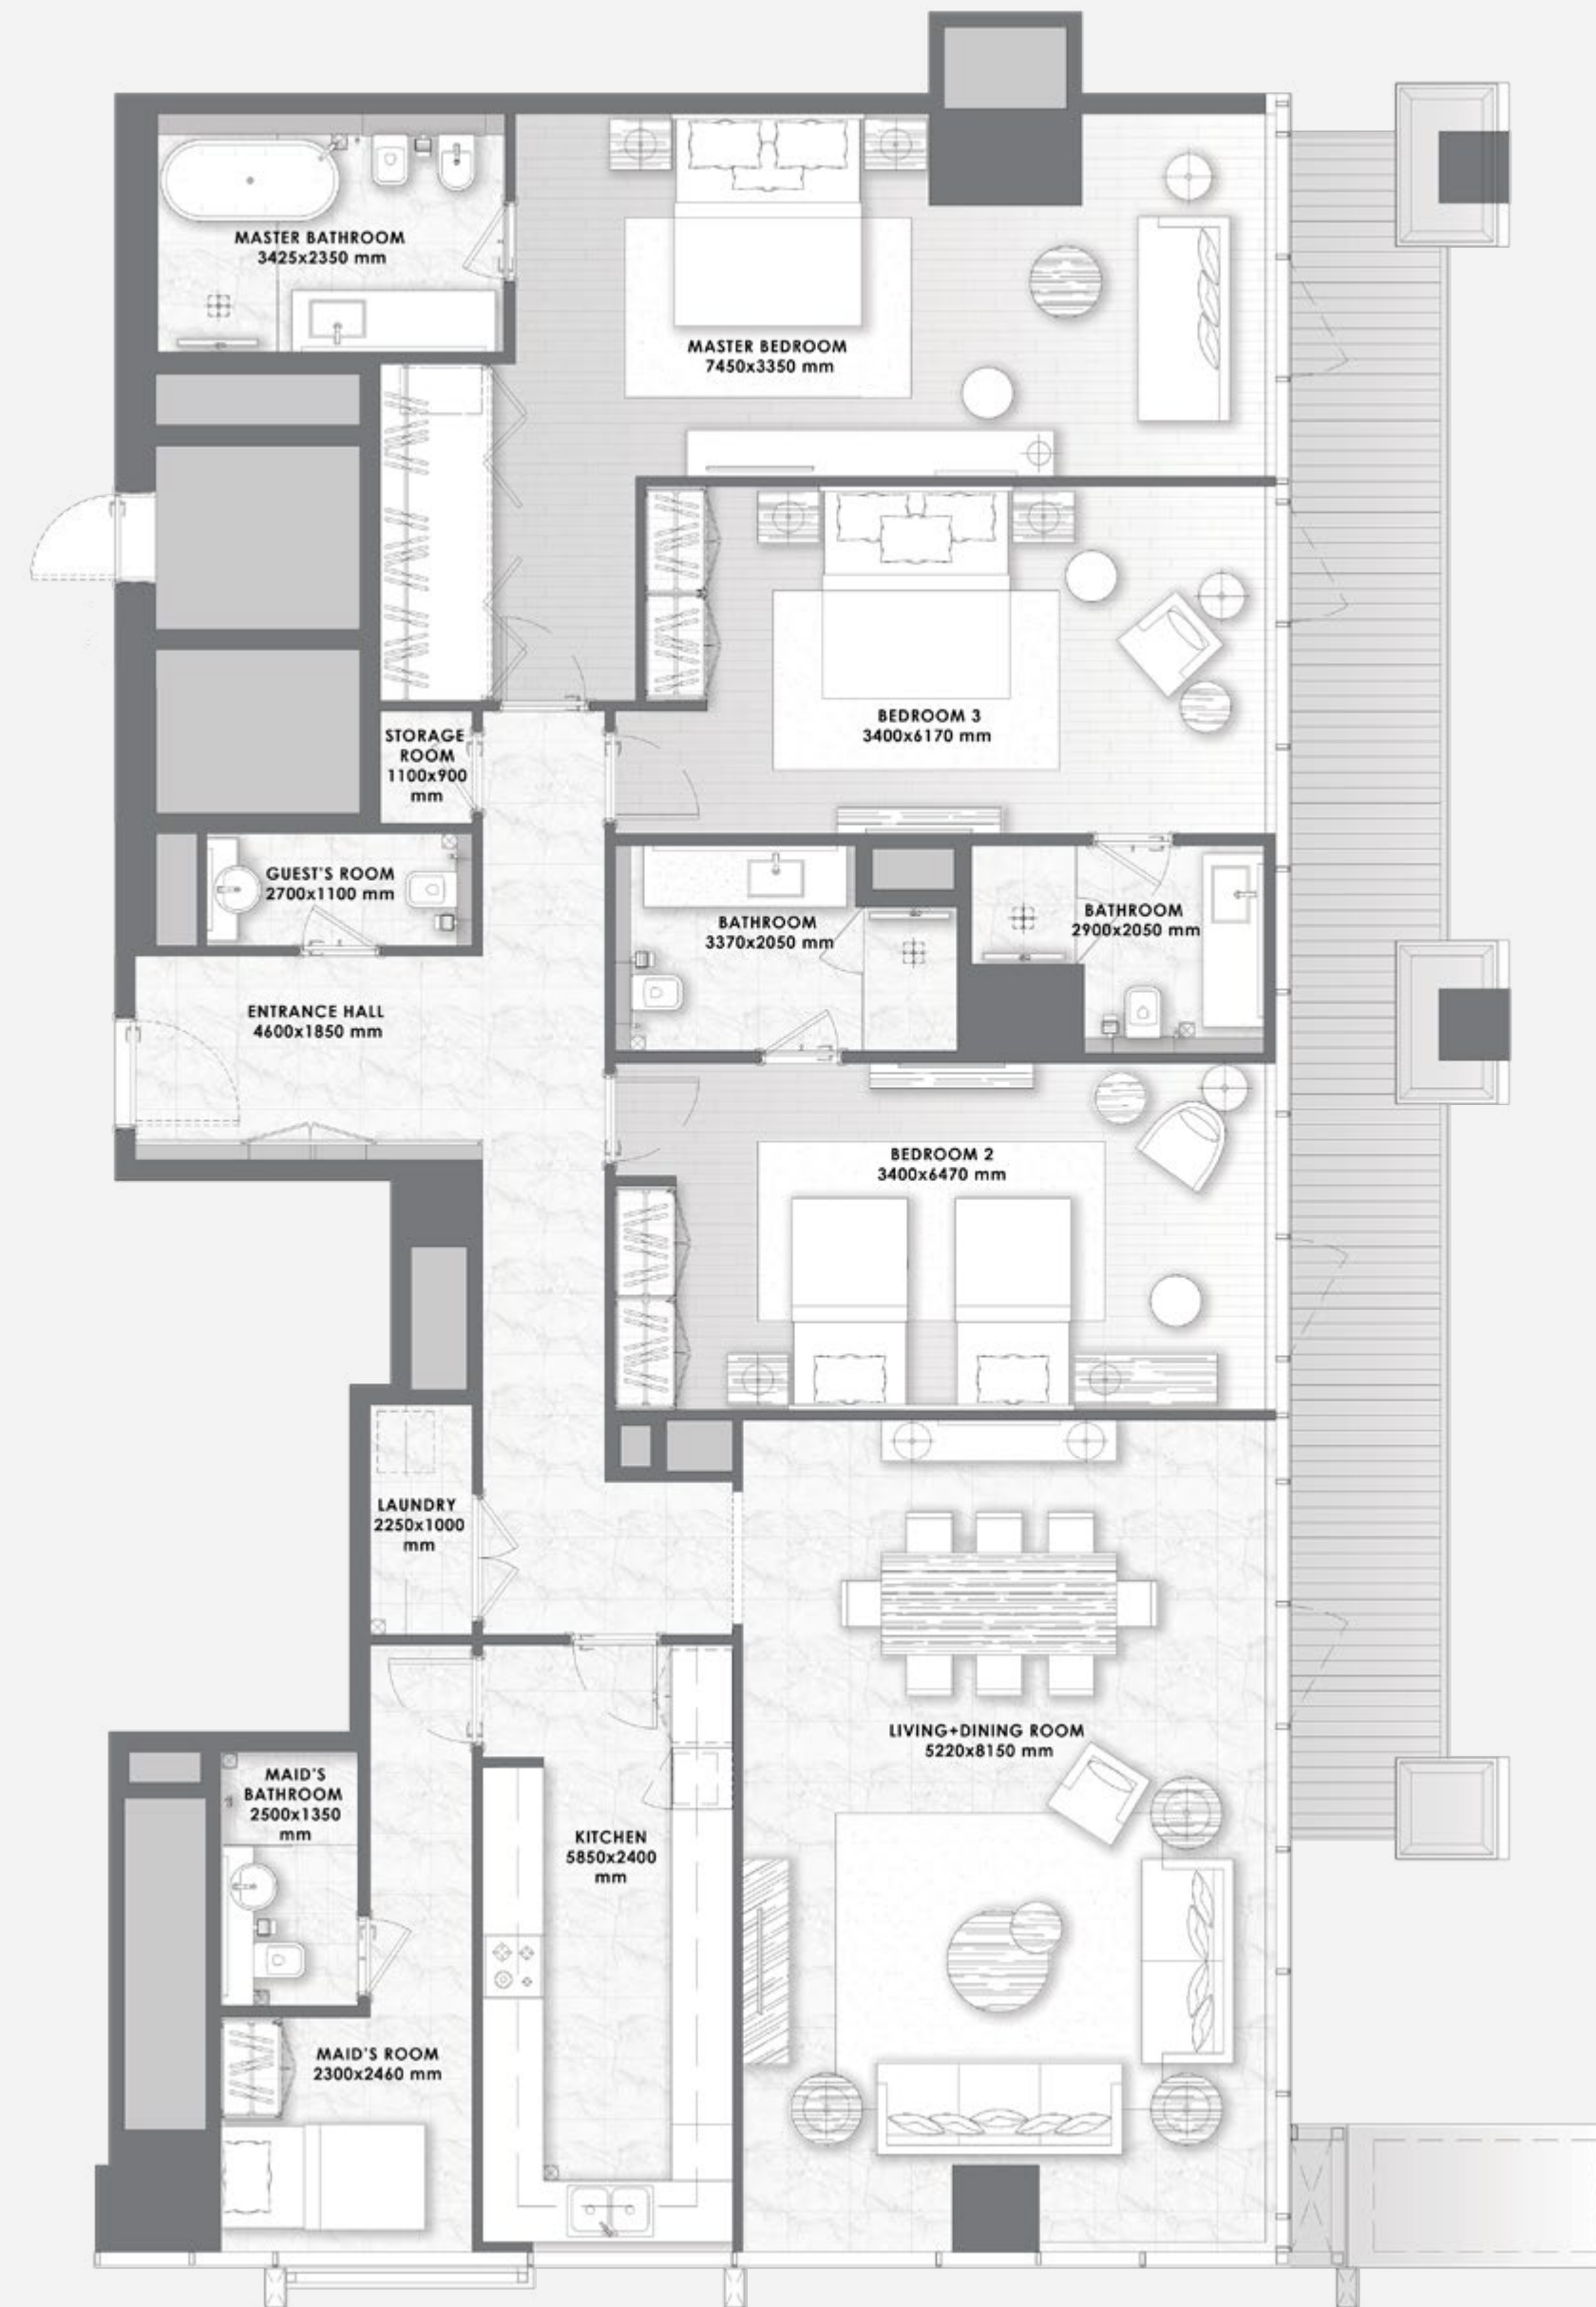 MASTER BATHROOM
3425x2350 mm
MASTER BEDROOM
7450x3350 mm
BEDROOM 3
3400x6170 mm
STORAGE
ROOM
1100x900
mm
GUEST'S ROOM
2700x1100 mm
BATHROOM
3370x2050 mm
BATHROOM
2900x2050 mm
ENTRANCE HALL
4600x1850 mm
BEDROOM 2
3400x6470 mm
LAUNDRY
2250x1000
mm
LIVING+DINING ROOM
5220x8150 mm
MAID'S
BATHROOM
2500x1350
mm
KITCHEN
5850x2400
mm
MAID'S ROOM
2300x2460 mm